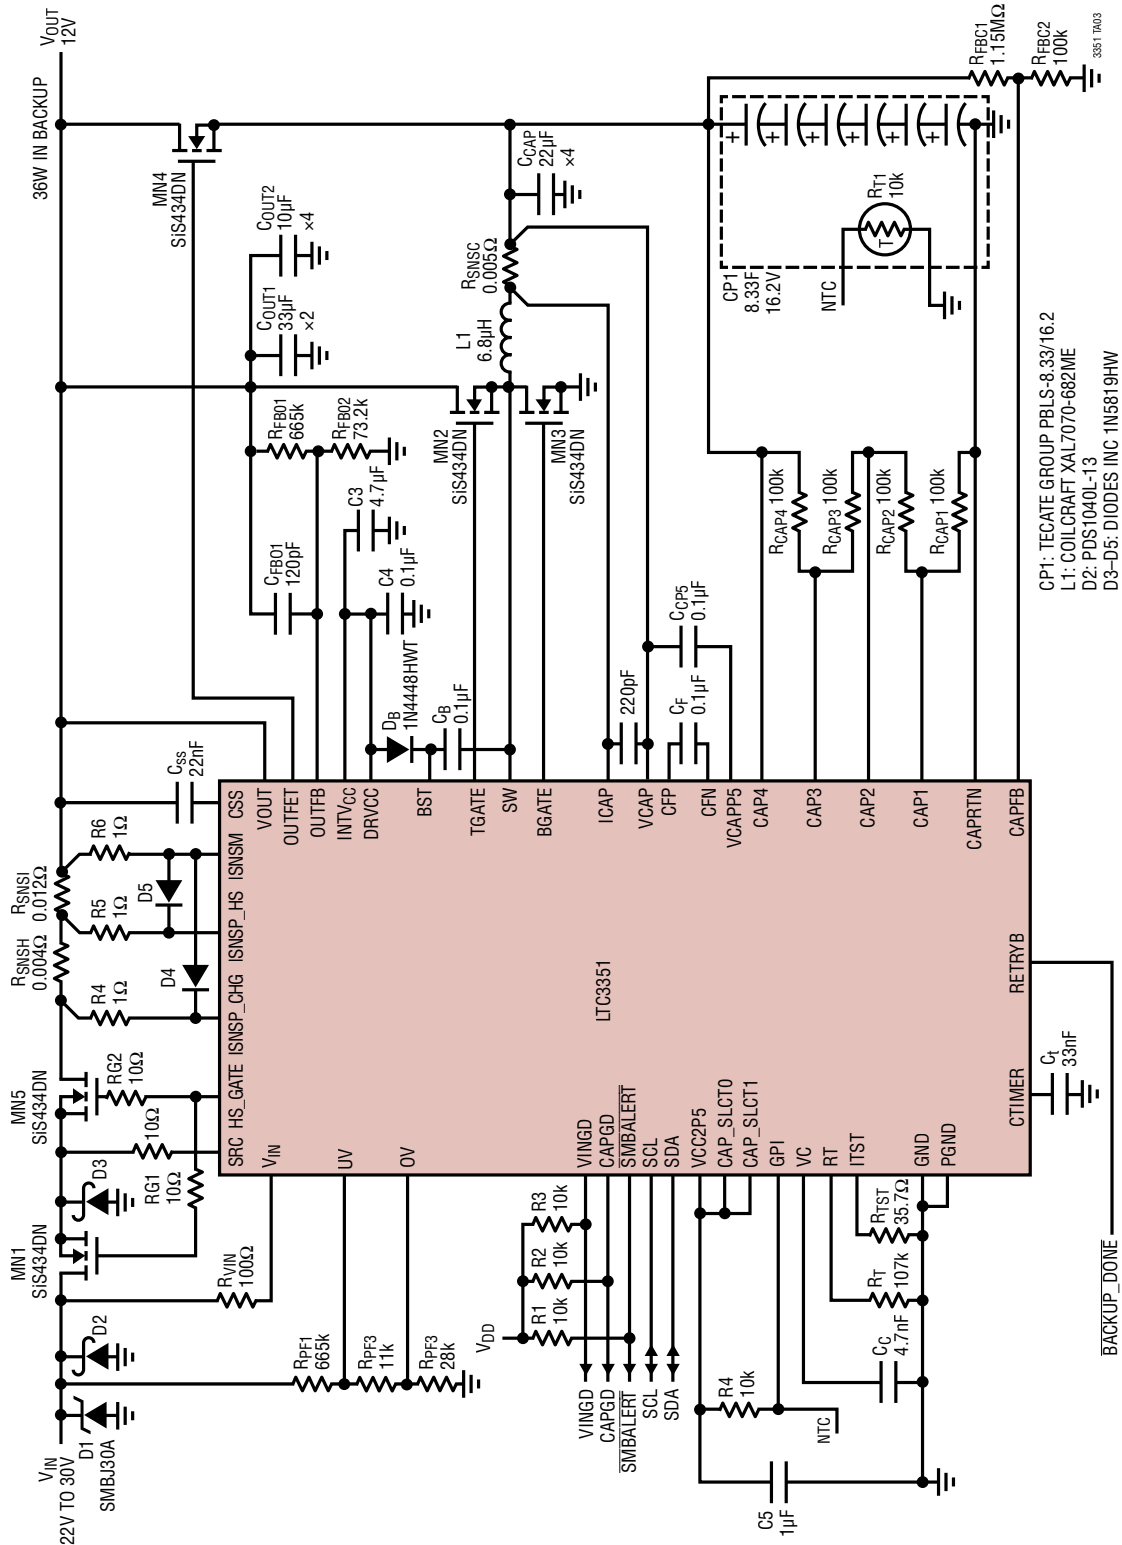 VIN
22V TO 30V
D1
SMBJ30A
D2
MN1
SiS434DN
D3
MN5
SiS434DN
RSNSH
0.004Ω
RSNSI
0.012Ω
36W IN BACKUP
VOUT
12V
RVIN
100Ω
RG1
10Ω
10Ω
RG2
10Ω
R4
1Ω
D4
R5
1Ω
D5
R6
1Ω
CSS
22nF
MN4
SiS434DN
COUT1
33µF
×2
COUT2
10µF
×4
CFBO1
120pF
RFBO1
665k
RFBO2
73.2k
C3
4.7µF
C4
0.1µF
DB
1N4448HWT
CB
0.1µF
MN2
SiS434DN
MN3
SiS434DN
L1
6.8µH
RSNSC
0.005Ω
CCAP
22µF
×4
220pF
CF
0.1µF
CCP5
0.1µF
RCAP4 100k
RCAP3 100k
RCAP2 100k
RCAP1 100k
CP1
8.33F
16.2V
NTC
RT1
10k
T
+
+
+
+
+
+
RFBC1
1.15MΩ
RFBC2
100k
3351 TA03
RPF1
665k
RPF3
11k
RPF3
28k
VDD
R1
10k
R2
10k
R3
10k
VINGD
CAPGD
SMBALERT
SCL
SDA
R4
10k
NTC
C5
1µF
CC
4.7nF
RT
107k
RTST
35.7Ω
SRC
HS_GATE
ISNSP_CHG
ISNSP_HS
ISNSM
CSS
VIN
UV
OV
VINGD
CAPGD
SMBALERT
SCL
SDA
VCC2P5
CAP_SLCT0
CAP_SLCT1
GPI
VC
RT
ITST
GND
PGND
LTC3351
VOUT
OUTFET
OUTFB
INTVCC
DRVCC
BST
TGATE
SW
BGATE
ICAP
VCAP
CFP
CFN
VCAPP5
CAP4
CAP3
CAP2
CAP1
CAPRTN
CAPFB
CTIMER
RETRYB
Ct
33nF
BACKUP_DONE
CP1: TECATE GROUP PBLS-8.33/16.2
L1: COILCRAFT XAL7070-682ME
D2: PDS1040L-13
D3–D5: DIODES INC 1N5819HW